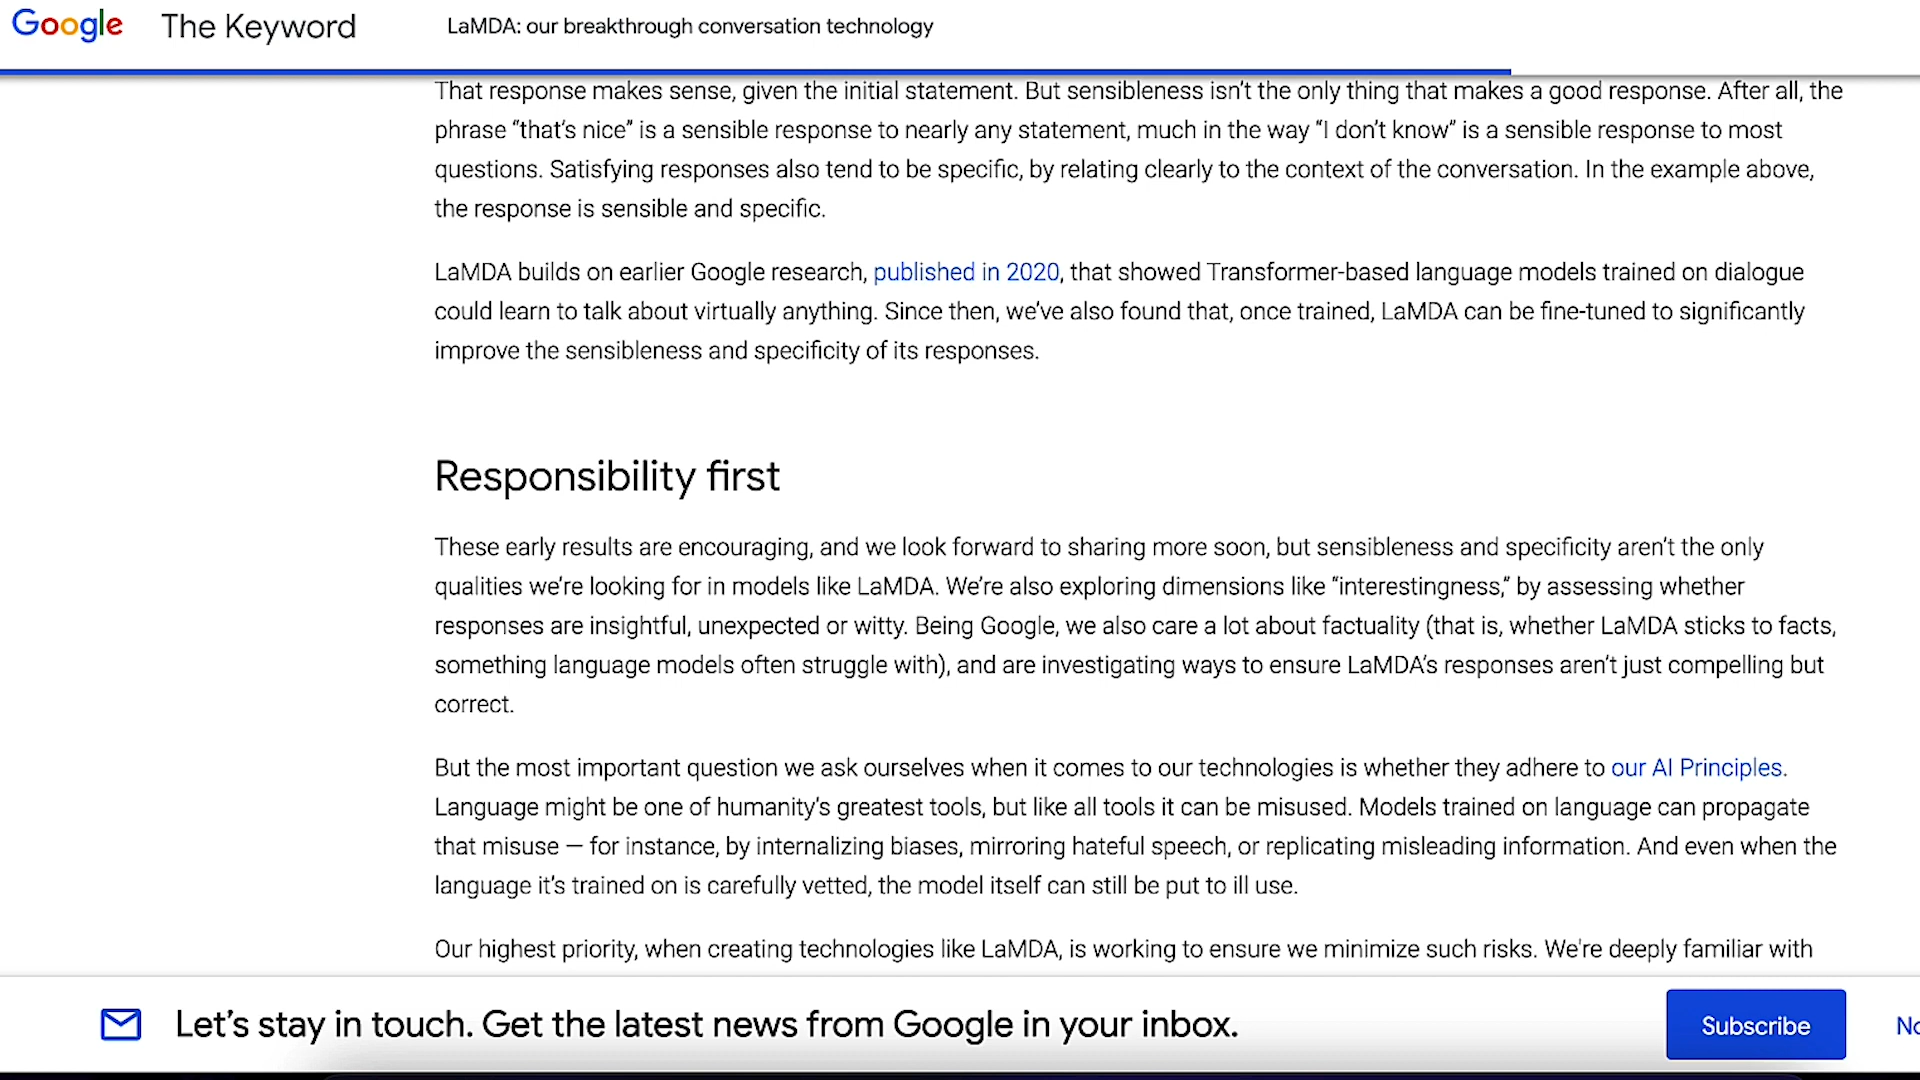 Google The Keyword LaMDA: our breakthrough conversation technology
That response makes sense, given the initial statement. But sensibleness isn’t the only thing that makes a good response. After all, the
phrase “that’s nice” is a sensible response to nearly any statement, much in the way “I don’t know” is a sensible response to most
questions. Satisfying responses also tend to be specific, by relating clearly to the context of the conversation. In the example above,
the response is sensible and specific.
LaMDA builds on earlier Google research, published in 2020, that showed Transformer-based language models trained on dialogue
could learn to talk about virtually anything. Since then, we’ve also found that, once trained, LaMDA can be fine-tuned to significantly
improve the sensibleness and specificity of its responses.
Responsibility first
These early results are encouraging, and we look forward to sharing more soon, but sensibleness and specificity aren’t the only
qualities we’re looking for in models like LaMDA. We’re also exploring dimensions like “interestingness,” by assessing whether
responses are insightful, unexpected or witty. Being Google, we also care a lot about factuality (that is, whether LaMDA sticks to facts,
something language models often struggle with), and are investigating ways to ensure LaMDA’s responses aren’t just compelling but
correct.
But the most important question we ask ourselves when it comes to our technologies is whether they adhere to our AI Principles.
Language might be one of humanity’s greatest tools, but like all tools it can be misused. Models trained on language can propagate
that misuse — for instance, by internalizing biases, mirroring hateful speech, or replicating misleading information. And even when the
language it’s trained on is carefully vetted, the model itself can still be put to ill use.
Our highest priority, when creating technologies like LaMDA, is working to ensure we minimize such risks. We're deeply familiar with
Let’s stay in touch. Get the latest news from Google in your inbox. Subscribe